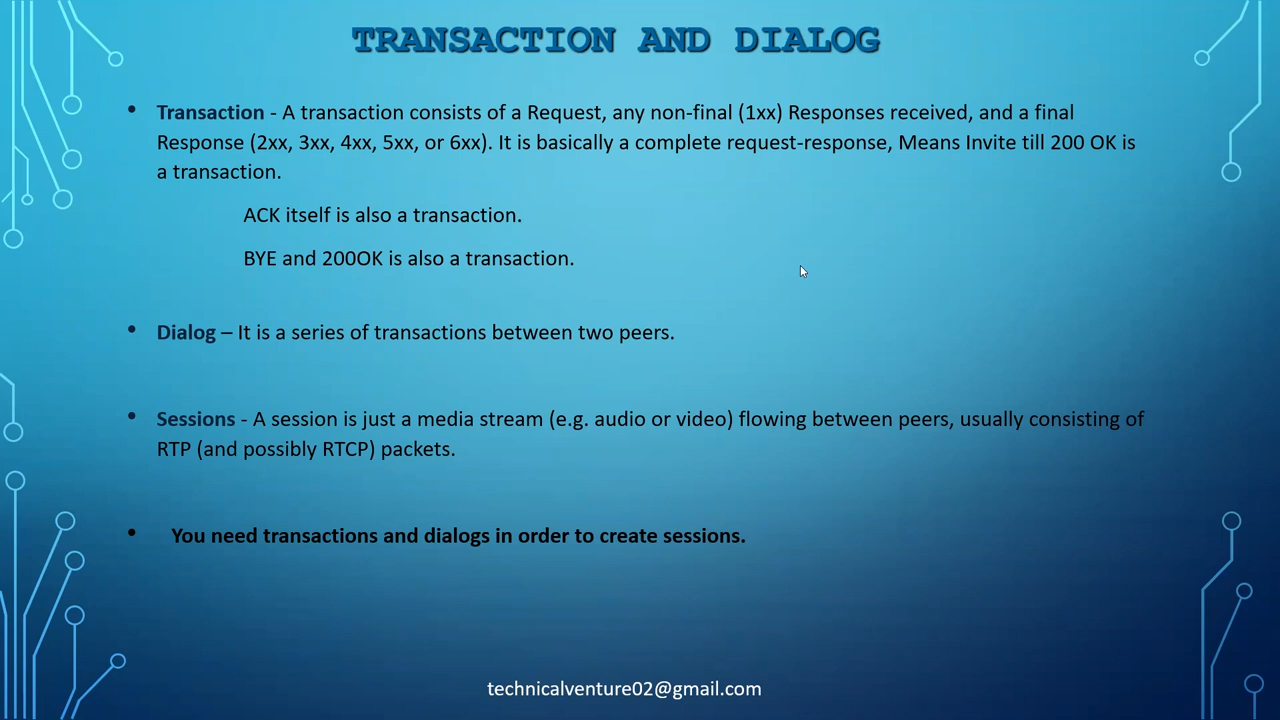 TRANSACTION AND DIALOG
• Transaction - A transaction consists of a Request, any non-final (1xx) Responses received, and a final
Response (2xx, 3xx, 4xx, 5xx, or 6xx). It is basically a complete request-response, Means Invite till 200 OK is
a transaction.
ACK itself is also a transaction.
BYE and 200OK is also a transaction.
• Dialog – It is a series of transactions between two peers.
• Sessions - A session is just a media stream (e.g. audio or video) flowing between peers, usually consisting of
RTP (and possibly RTCP) packets.
• You need transactions and dialogs in order to create sessions.
technicalventure02@gmail.com